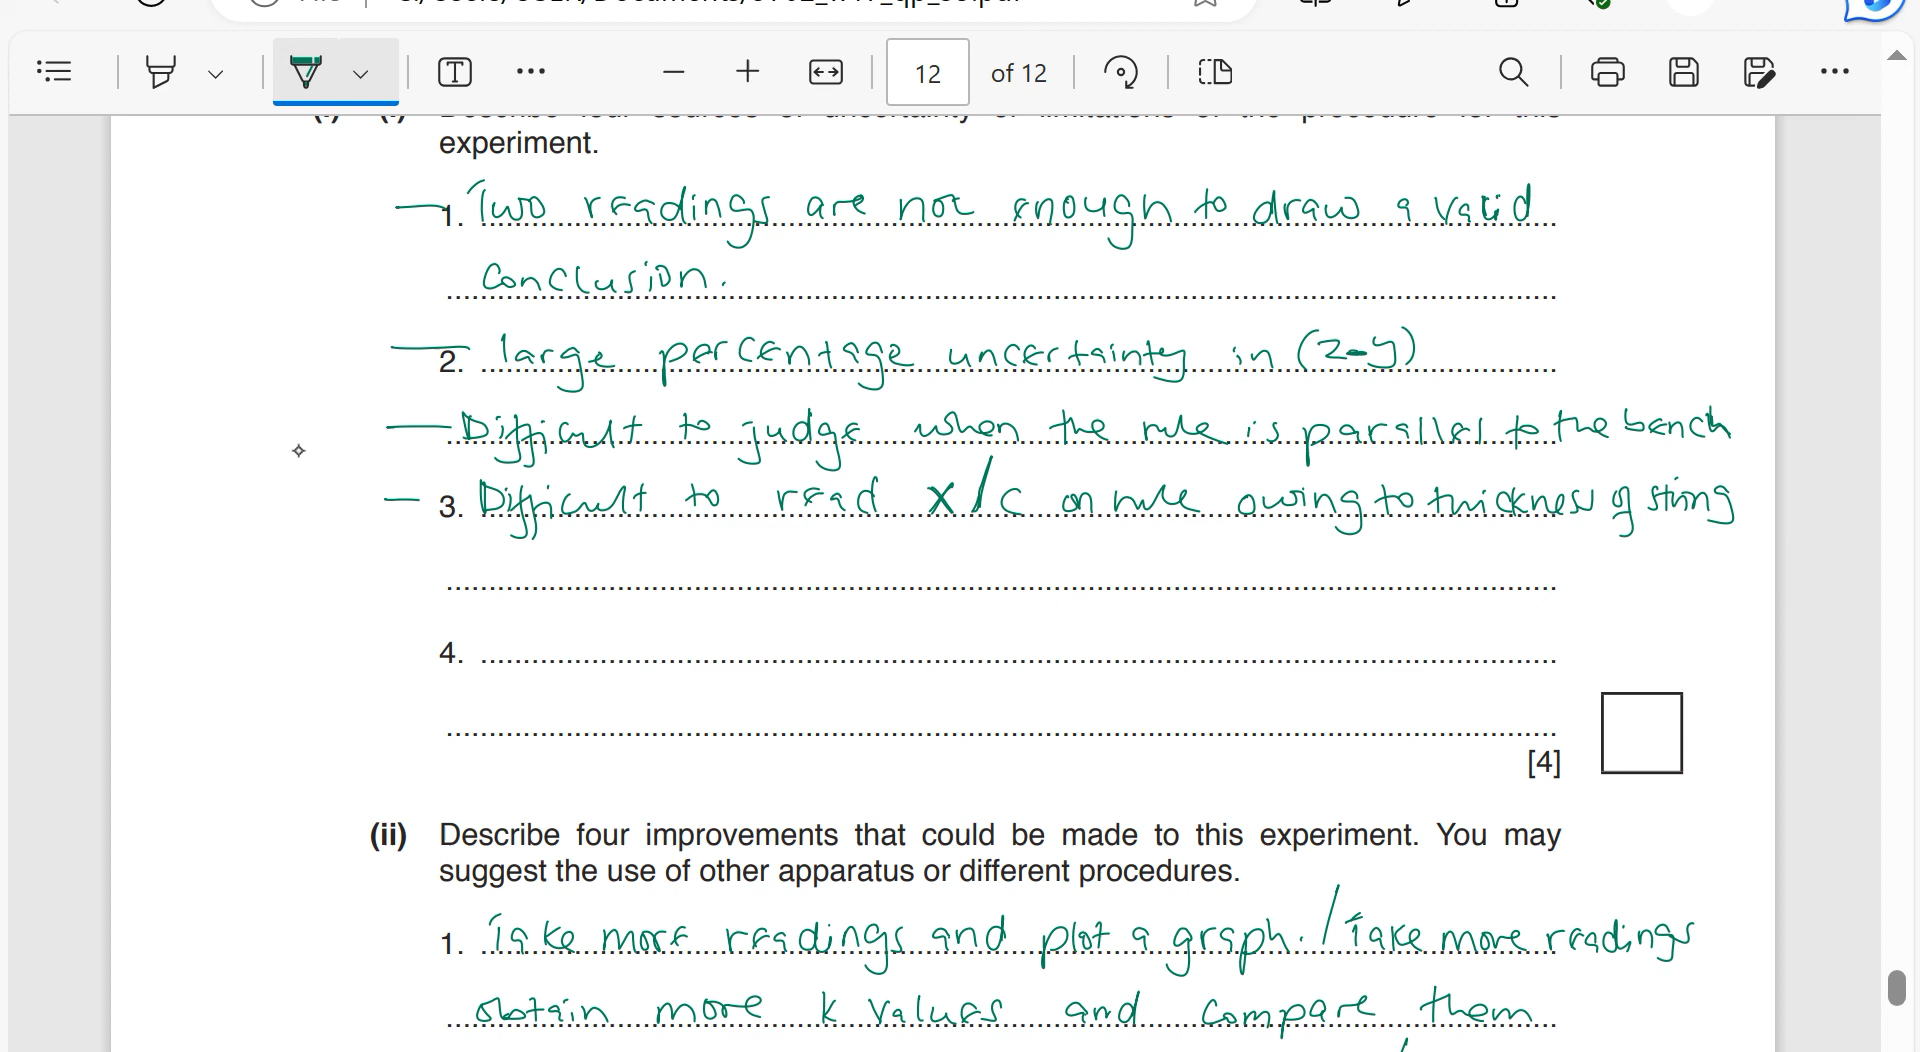 12 of 12
experiment.
1. Two readings are not enough to draw a valid
conclusion.
2. large percentage uncertainty in (z-y)
Difficult to judge when the rule is parallel to the bench
3. Difficult to read X/C on rule owing to thickness of string
4.
[4]
(ii) Describe four improvements that could be made to this experiment. You may
suggest the use of other apparatus or different procedures.
1. Take more readings and plot a graph. / Take more readings
obtain more k values and compare them